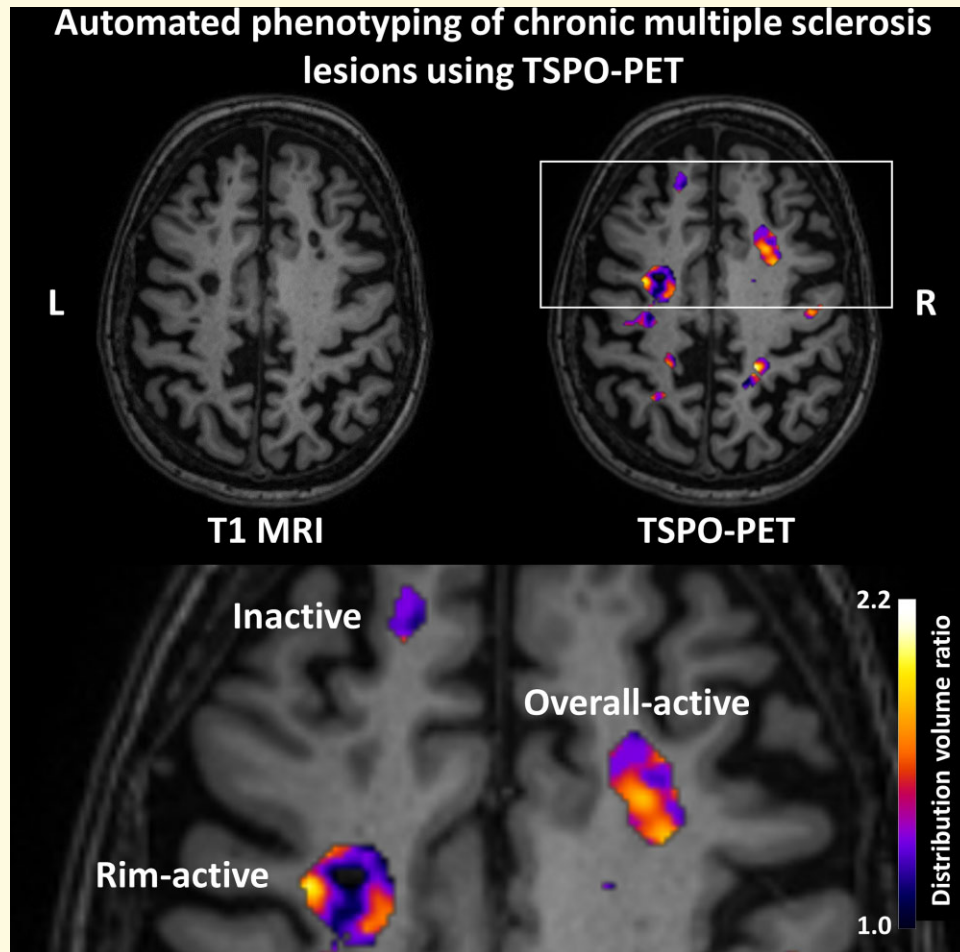 Automated phenotyping of chronic multiple sclerosis
lesions using TSPO-PET
L
R
T1 MRI
TSPO-PET
Inactive
Overall-active
Rim-active
2.2
Distribution volume ratio
1.0